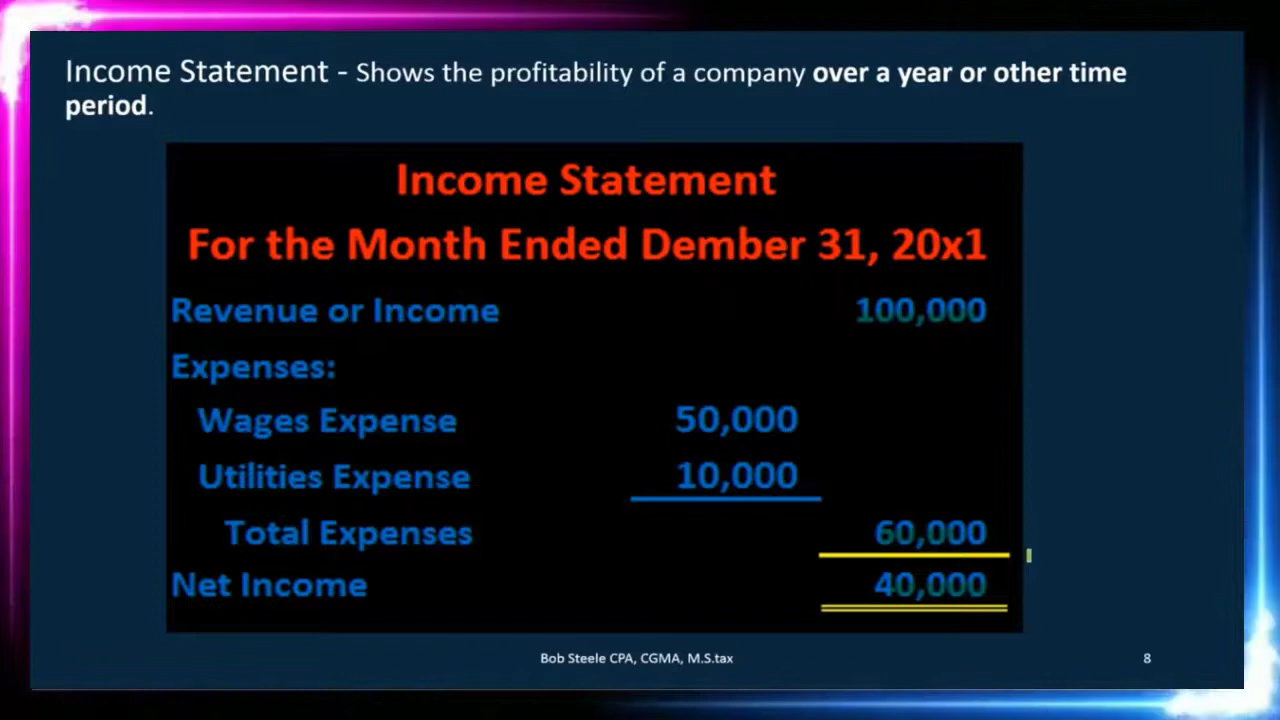 Income Statement - Shows the profitability of a company over a year or other time
period.
Income Statement
For the Month Ended Dember 31, 20x1
Revenue or Income 100,000
Expenses:
Wages Expense 50,000
Utilities Expense 10,000
Total Expenses 60,000
Net Income 40,000
Bob Steele CPA, CGMA, M.S.tax 8